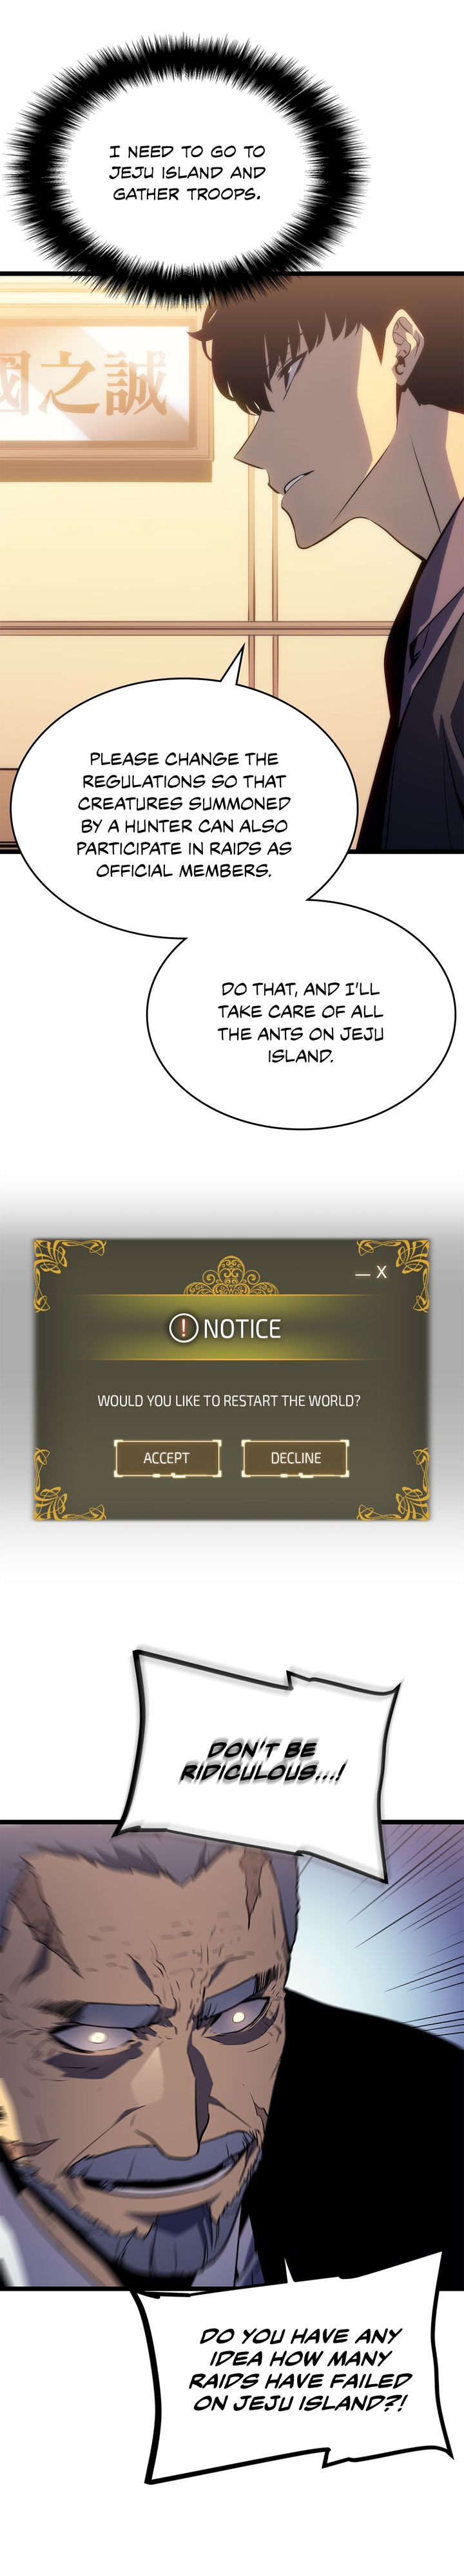 I NEED TO GO TO
JEJU ISLAND AND
GATHER TROOPS.
國之誠
PLEASE CHANGE THE
REGULATIONS SO THAT
CREATURES SUMMONED
BY A HUNTER CAN ALSO
PARTICIPATE IN RAIDS AS
OFFICIAL MEMBERS.
DO THAT, AND I'LL
TAKE CARE OF ALL
THE ANTS ON JEJU
ISLAND.
— X
! NOTICE
WOULD YOU LIKE TO RESTART THE WORLD?
ACCEPT DECLINE
DON'T BE
RIDICULOUS...!
DO YOU HAVE ANY
IDEA HOW MANY
RAIDS HAVE FAILED
ON JEJU ISLAND?!